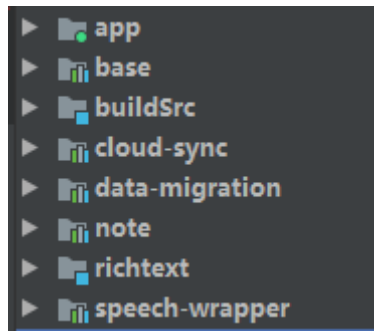 app
base
buildSrc
cloud-sync
data-migration
note
richtext
speech-wrapper